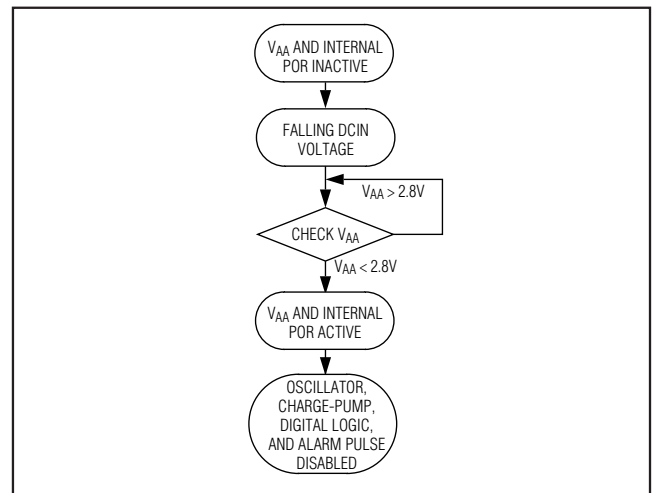 VAA AND INTERNAL
POR INACTIVE
FALLING DCIN
VOLTAGE
VAA > 2.8V
CHECK VAA
VAA < 2.8V
VAA AND INTERNAL
POR ACTIVE
OSCILLATOR,
CHARGE-PUMP,
DIGITAL LOGIC,
AND ALARM PULSE
DISABLED